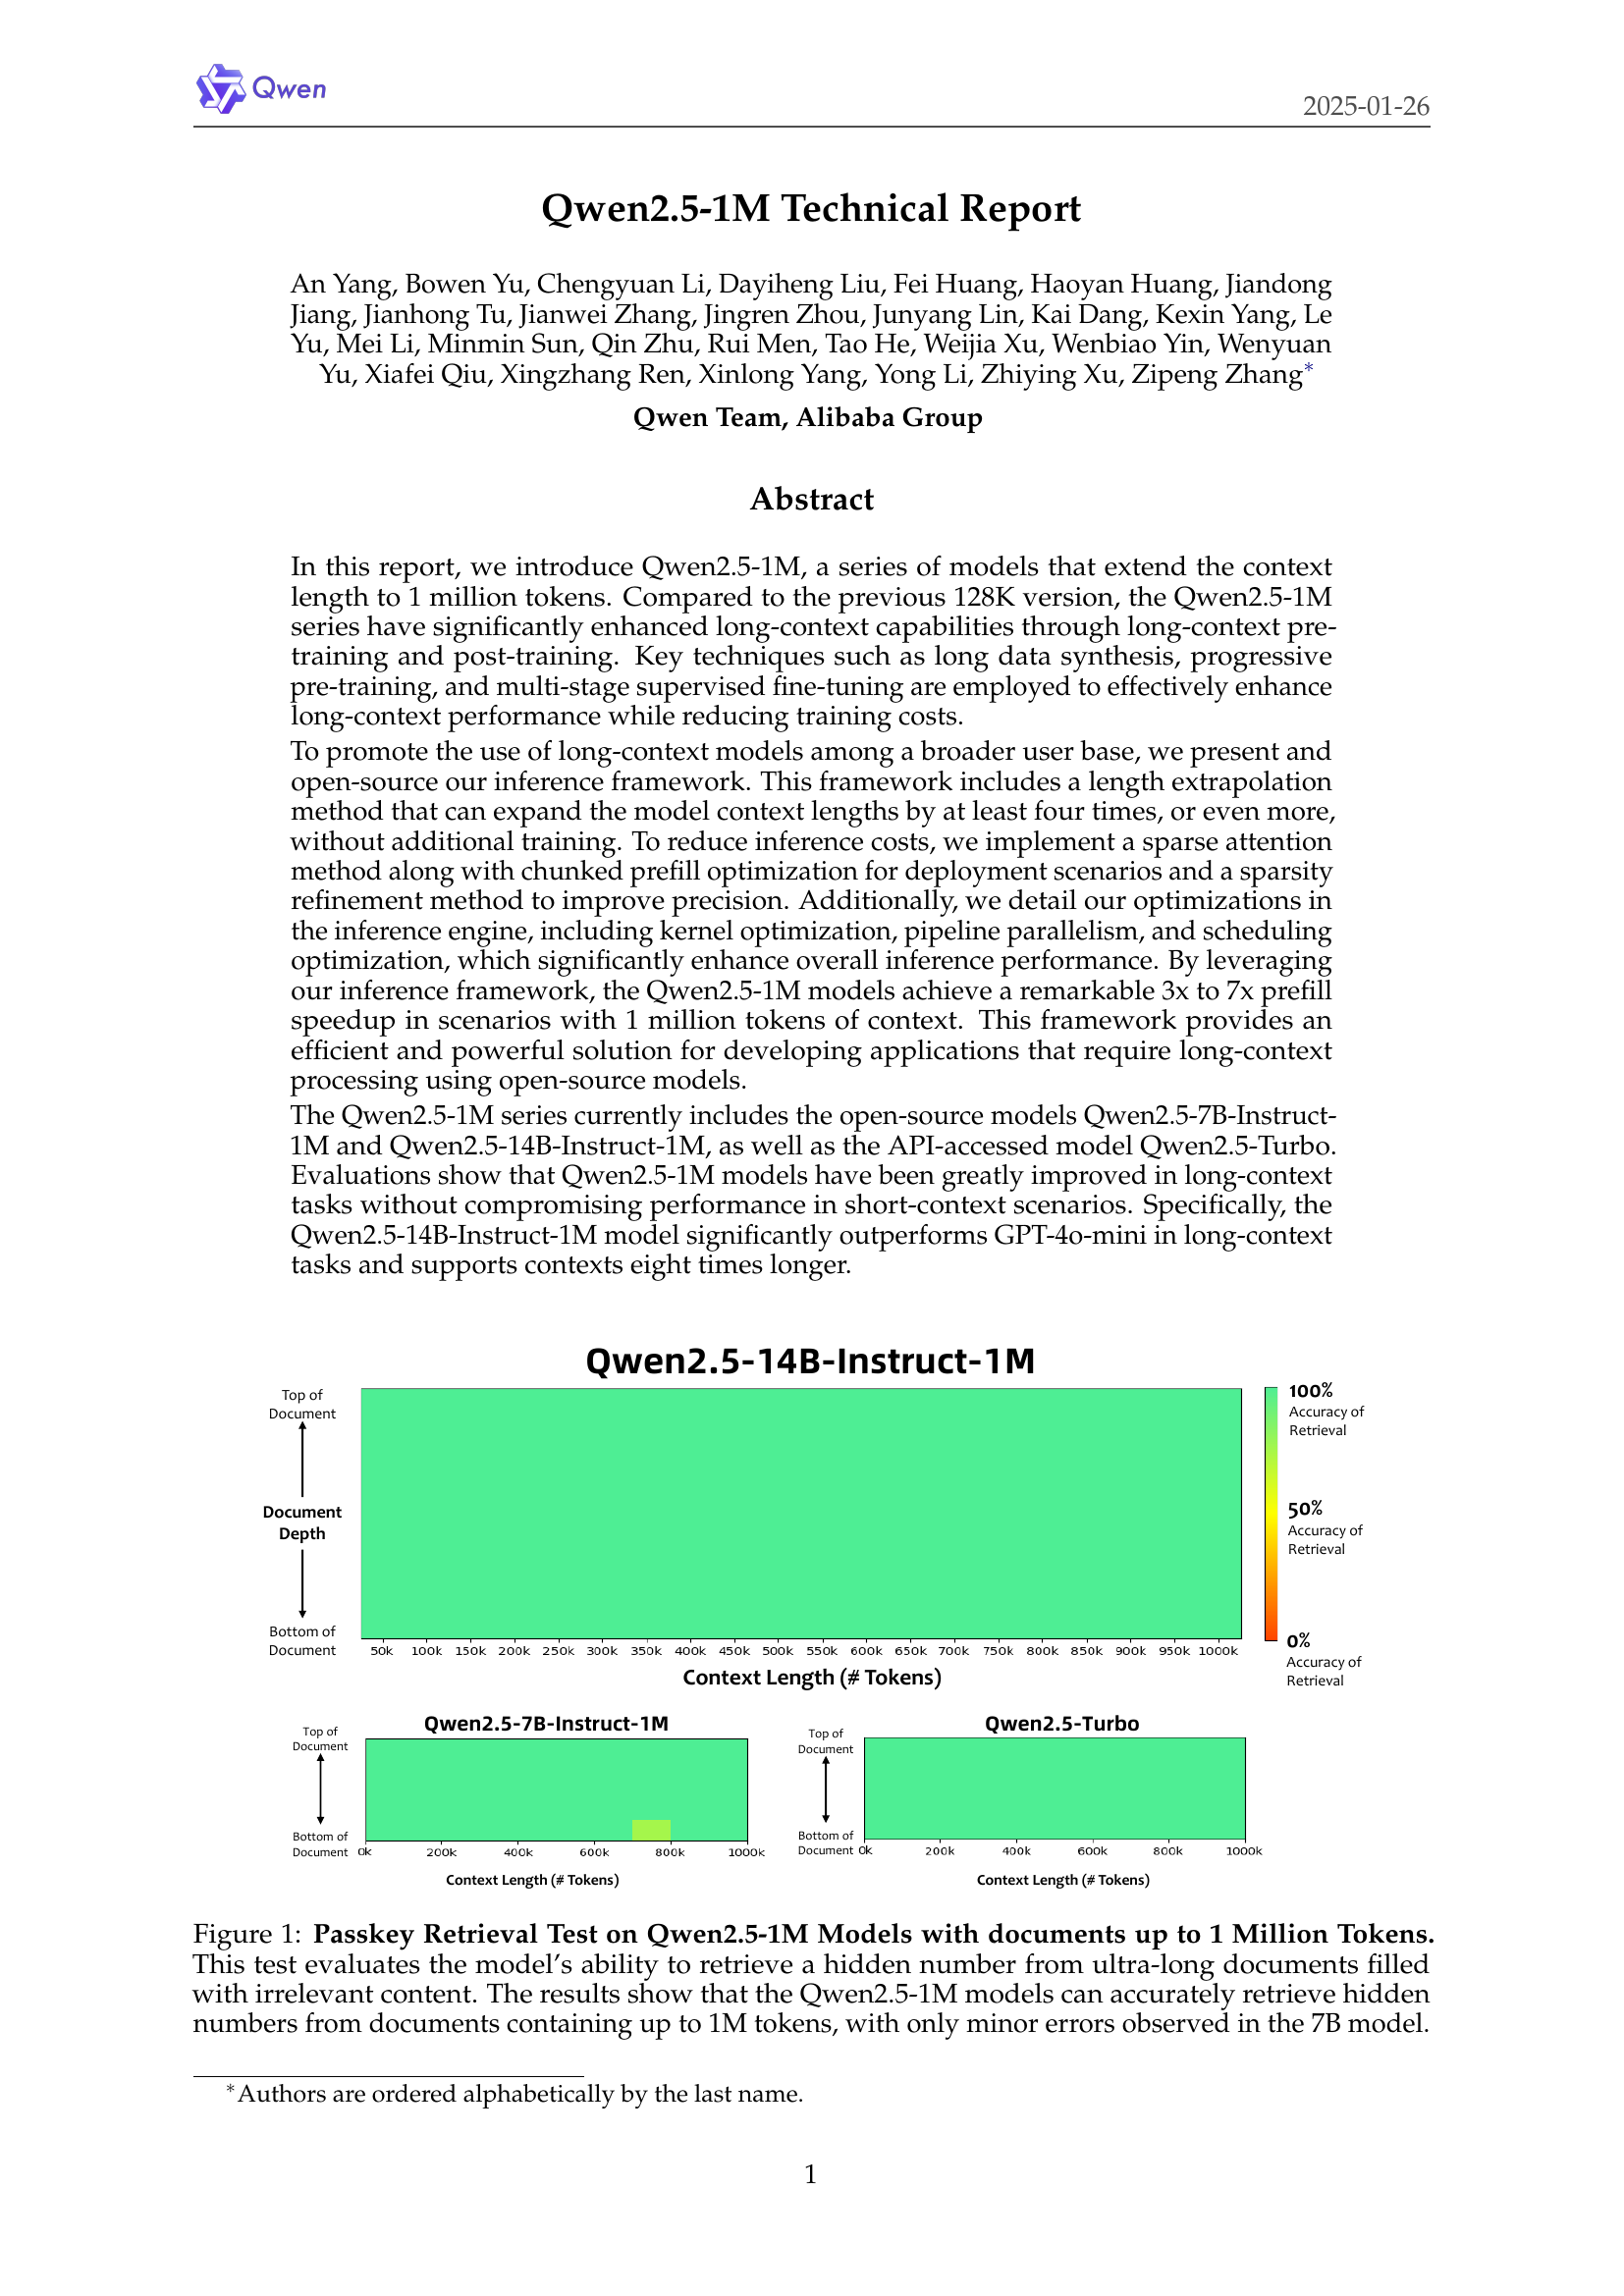 Qwen
2025-01-26
Qwen2.5-1M Technical Report
An Yang, Bowen Yu, Chengyuan Li, Dayiheng Liu, Fei Huang, Haoyan Huang, Jiandong
Jiang, Jianhong Tu, Jianwei Zhang, Jingren Zhou, Junyang Lin, Kai Dang, Kexin Yang, Le
Yu, Mei Li, Minmin Sun, Qin Zhu, Rui Men, Tao He, Weijia Xu, Wenbiao Yin, Wenyuan
Yu, Xiafei Qiu, Xingzhang Ren, Xinlong Yang, Yong Li, Zhiying Xu, Zipeng Zhang*
Qwen Team, Alibaba Group
Abstract
In this report, we introduce Qwen2.5-1M, a series of models that extend the context
length to 1 million tokens. Compared to the previous 128K version, the Qwen2.5-1M
series have significantly enhanced long-context capabilities through long-context pre-
training and post-training. Key techniques such as long data synthesis, progressive
pre-training, and multi-stage supervised fine-tuning are employed to effectively enhance
long-context performance while reducing training costs.
To promote the use of long-context models among a broader user base, we present and
open-source our inference framework. This framework includes a length extrapolation
method that can expand the model context lengths by at least four times, or even more,
without additional training. To reduce inference costs, we implement a sparse attention
method along with chunked prefill optimization for deployment scenarios and a sparsity
refinement method to improve precision. Additionally, we detail our optimizations in
the inference engine, including kernel optimization, pipeline parallelism, and scheduling
optimization, which significantly enhance overall inference performance. By leveraging
our inference framework, the Qwen2.5-1M models achieve a remarkable 3x to 7x prefill
speedup in scenarios with 1 million tokens of context. This framework provides an
efficient and powerful solution for developing applications that require long-context
processing using open-source models.
The Qwen2.5-1M series currently includes the open-source models Qwen2.5-7B-Instruct-
1M and Qwen2.5-14B-Instruct-1M, as well as the API-accessed model Qwen2.5-Turbo.
Evaluations show that Qwen2.5-1M models have been greatly improved in long-context
tasks without compromising performance in short-context scenarios. Specifically, the
Qwen2.5-14B-Instruct-1M model significantly outperforms GPT-4o-mini in long-context
tasks and supports contexts eight times longer.
Qwen2.5-14B-Instruct-1M
Top of
Document
Document
Depth
Bottom of
Document
50k 100k 150k 200k 250k 300k 350k 400k 450k 500k 550k 600k 650k 700k 750k 800k 850k 900k 950k 1000k
Context Length (# Tokens)
100%
Accuracy of
Retrieval
50%
Accuracy of
Retrieval
0%
Accuracy of
Retrieval
Qwen2.5-7B-Instruct-1M
Top of
Document
Bottom of
Document
0k 200k 400k 600k 800k 1000k
Context Length (# Tokens)
Qwen2.5-Turbo
Top of
Document
Bottom of
Document
0k 200k 400k 600k 800k 1000k
Context Length (# Tokens)
Figure 1: Passkey Retrieval Test on Qwen2.5-1M Models with documents up to 1 Million Tokens.
This test evaluates the model's ability to retrieve a hidden number from ultra-long documents filled
with irrelevant content. The results show that the Qwen2.5-1M models can accurately retrieve hidden
numbers from documents containing up to 1M tokens, with only minor errors observed in the 7B model.
*Authors are ordered alphabetically by the last name.
1